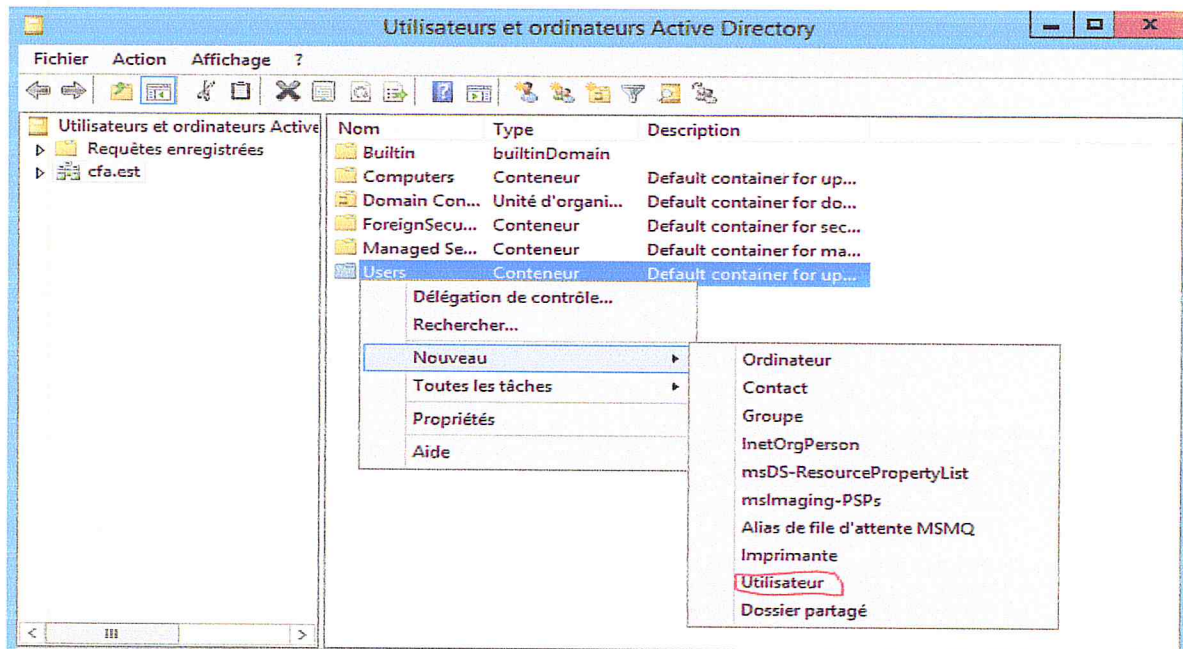 Utilisateurs et ordinateurs Active Directory
Fichier Action Affichage ?
Utilisateurs et ordinateurs Active
Requêtes enregistrées
cfa.est
Nom Type Description
Builtin builtinDomain
Computers Conteneur Default container for up...
Domain Con... Unité d'organi... Default container for do...
ForeignSecu... Conteneur Default container for sec...
Managed Se... Conteneur Default container for ma...
Users Conteneur Default container for up...
Délégation de contrôle...
Rechercher...
Nouveau
Toutes les tâches
Propriétés
Aide
Ordinateur
Contact
Groupe
InetOrgPerson
msDS-ResourcePropertyList
msImaging-PSPs
Alias de file d'attente MSMQ
Imprimante
Utilisateur
Dossier partagé